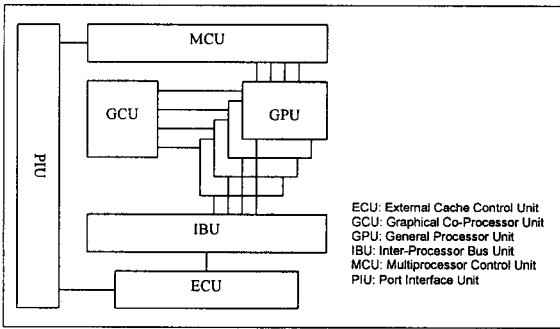 MCU
GCU
GPU
PIU
IBU
ECU
ECU: External Cache Control Unit
GCU: Graphical Co-Processor Unit
GPU: General Processor Unit
IBU: Inter-Processor Bus Unit
MCU: Multiprocessor Control Unit
PIU: Port Interface Unit